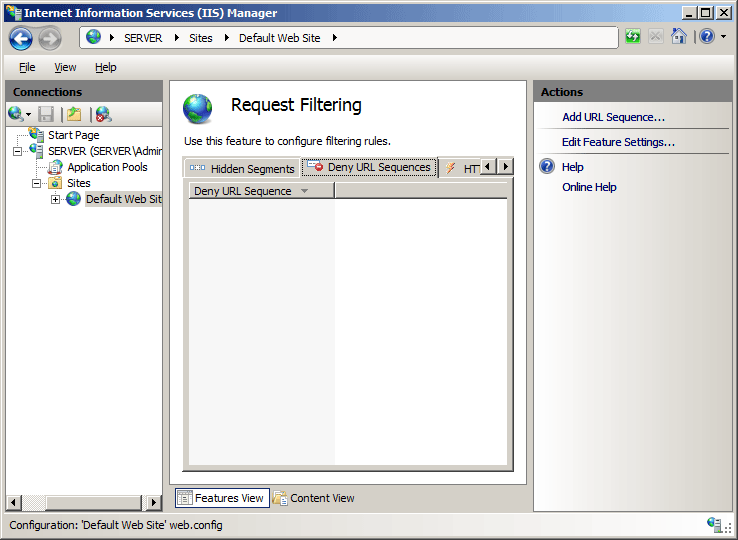 Internet Information Services (IIS) Manager
SERVER Sites Default Web Site
File View Help
Connections
Start Page
SERVER (SERVER\Admir
Application Pools
Sites
Default Web Sit
Request Filtering
Use this feature to configure filtering rules.
Hidden Segments Deny URL Sequences HT
Deny URL Sequence
Features View Content View
Actions
Add URL Sequence...
Edit Feature Settings...
Help
Online Help
Configuration: 'Default Web Site' web.config